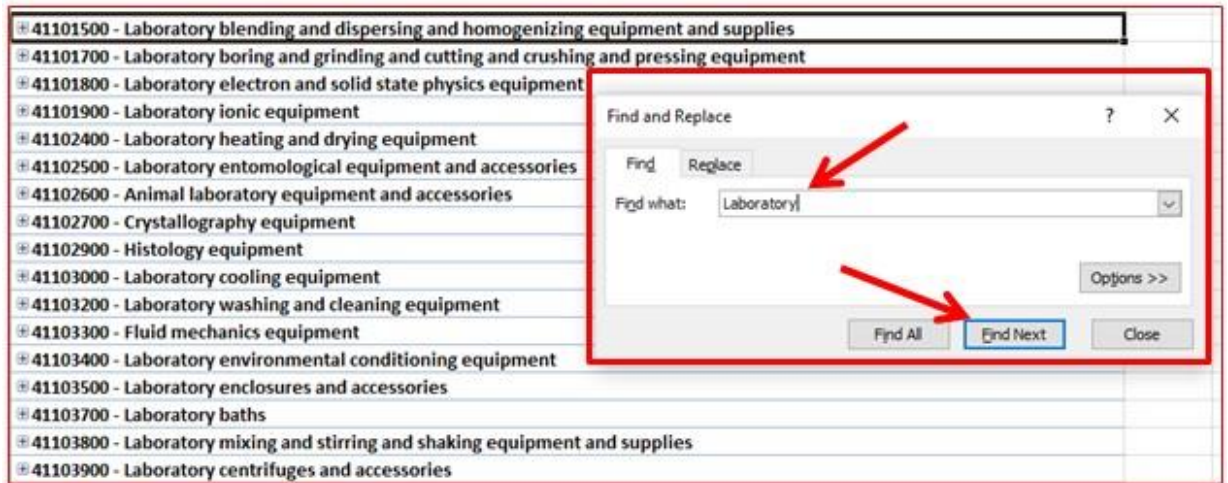 41101500 - Laboratory blending and dispersing and homogenizing equipment and supplies
41101700 - Laboratory boring and grinding and cutting and crushing and pressing equipment
41101800 - Laboratory electron and solid state physics equipment
41101900 - Laboratory ionic equipment
41102400 - Laboratory heating and drying equipment
41102500 - Laboratory entomological equipment and accessories
41102600 - Animal laboratory equipment and accessories
41102700 - Crystallography equipment
41102900 - Histology equipment
41103000 - Laboratory cooling equipment
41103200 - Laboratory washing and cleaning equipment
41103300 - Fluid mechanics equipment
41103400 - Laboratory environmental conditioning equipment
41103500 - Laboratory enclosures and accessories
41103700 - Laboratory baths
41103800 - Laboratory mixing and stirring and shaking equipment and supplies
41103900 - Laboratory centrifuges and accessories
Find and Replace ? ×
Find Replace
Find what: Laboratory
Options >>
Find All Find Next Close